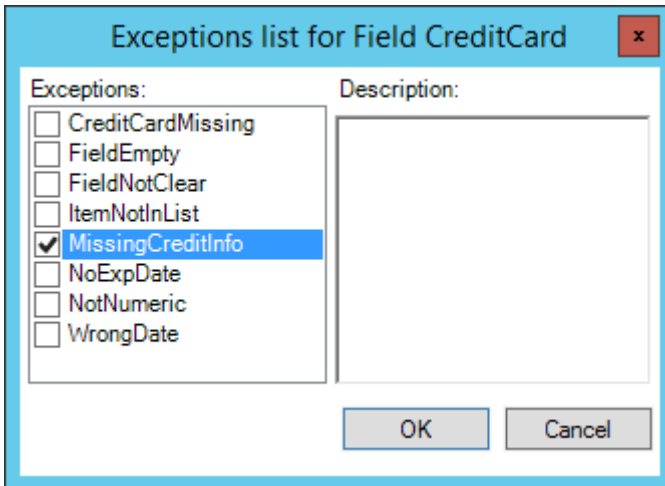 Exceptions list for Field CreditCard
x
Exceptions:
Description:
CreditCardMissing
FieldEmpty
FieldNotClear
ItemNotInList
MissingCreditInfo
NoExpDate
NotNumeric
WrongDate
OK
Cancel